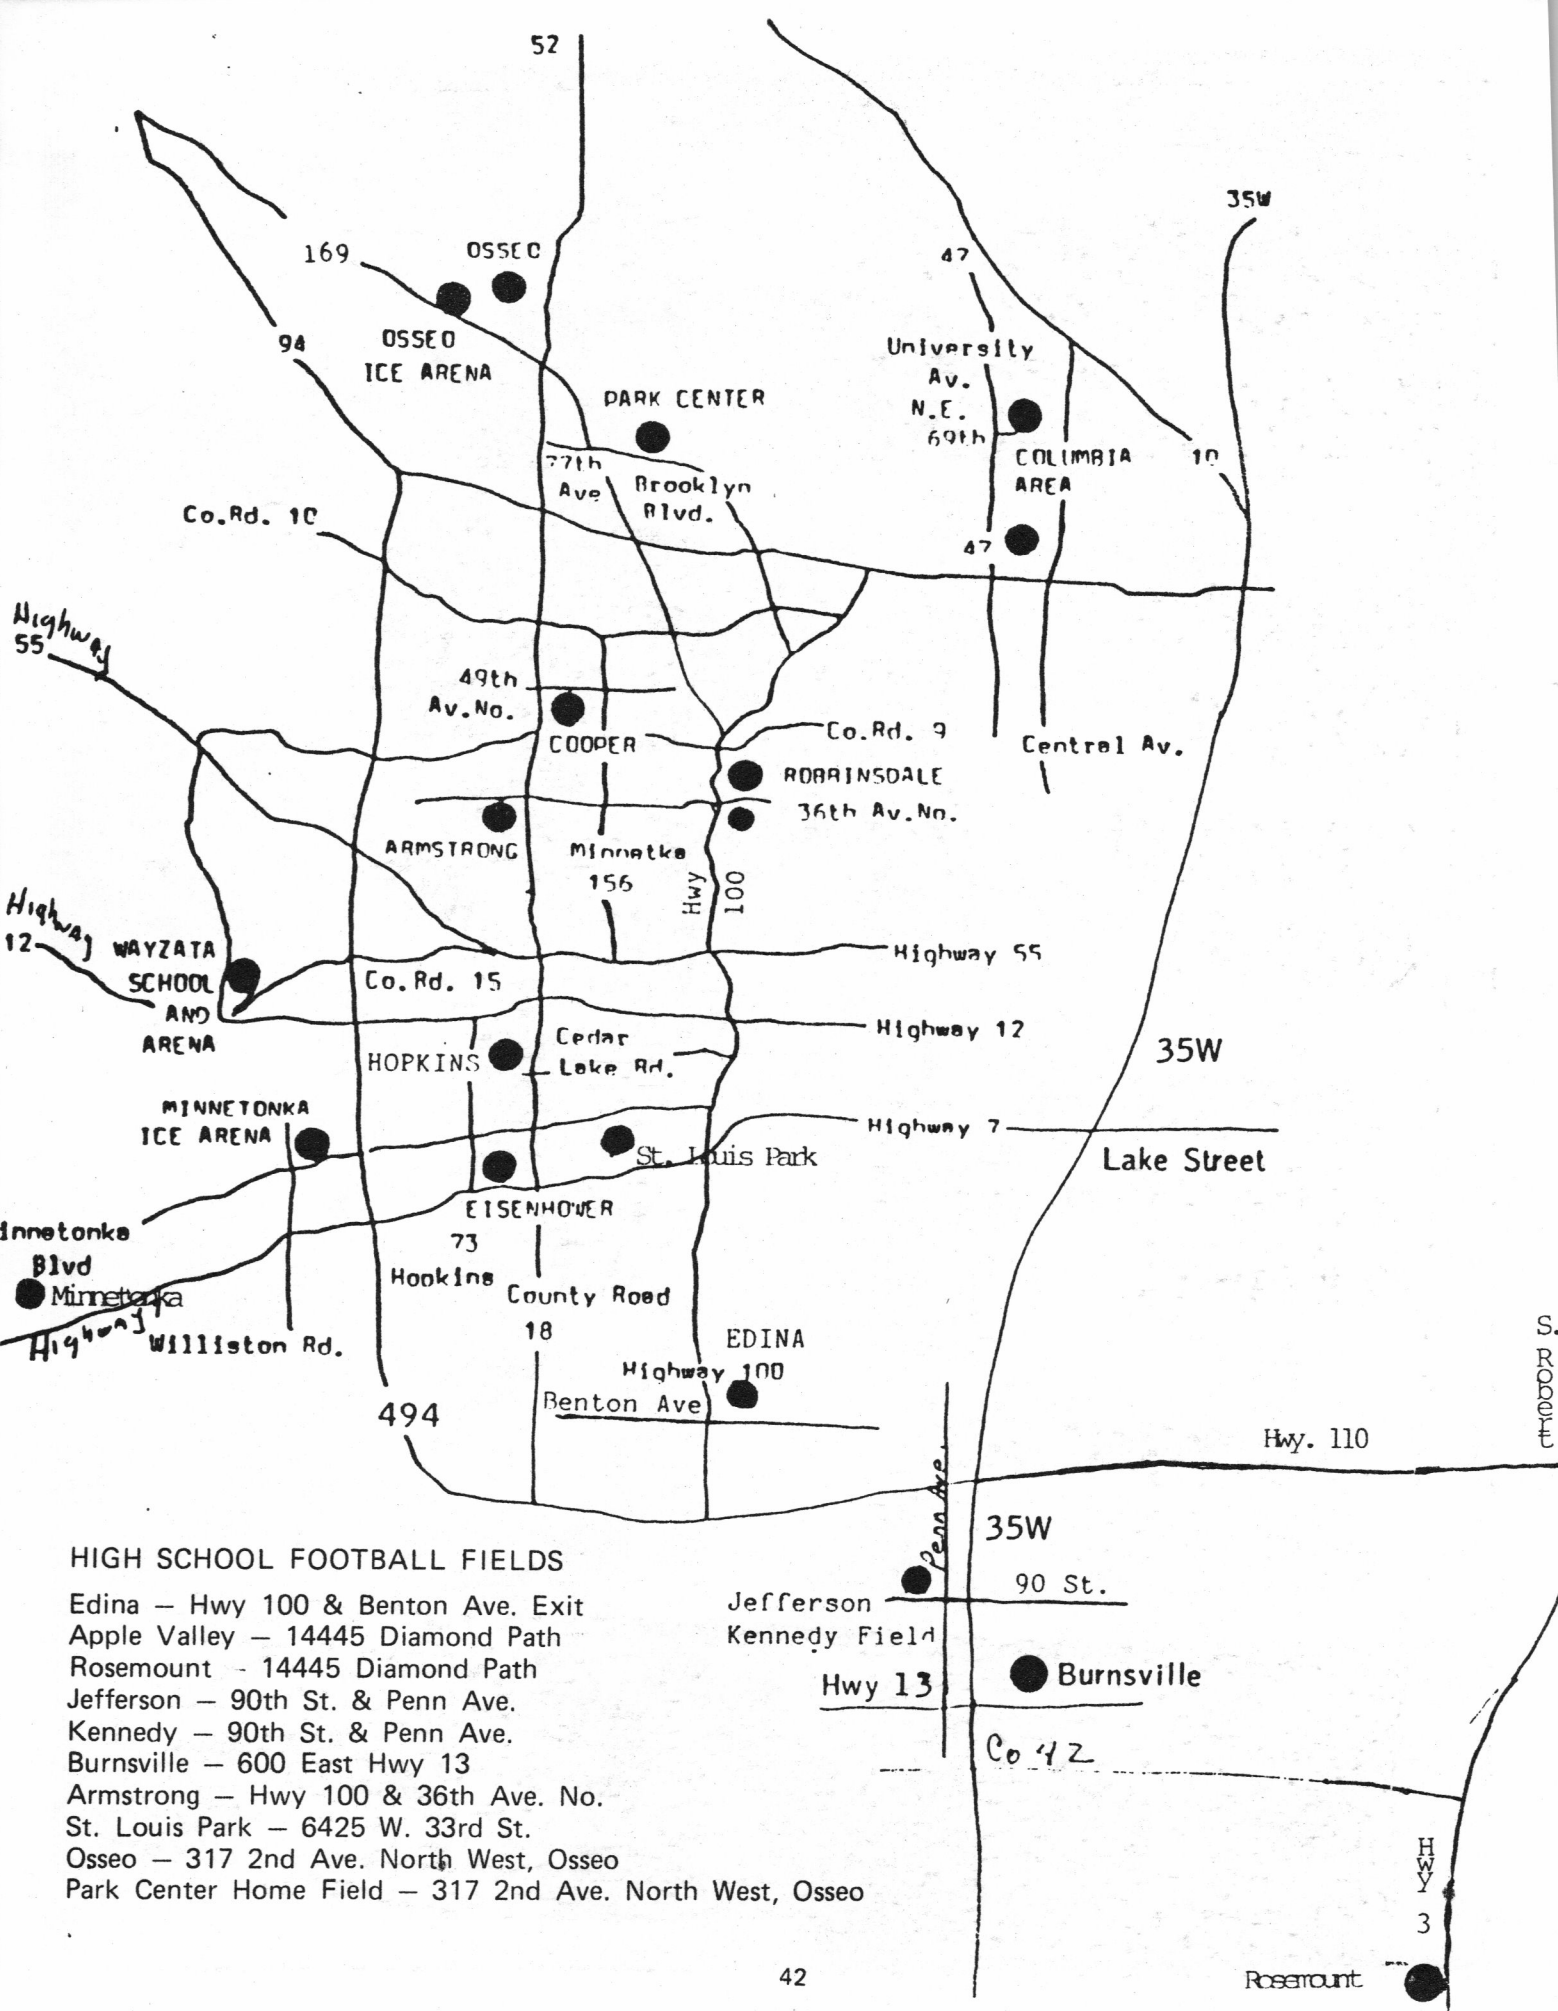 52
35W
169
OSSEO
47
94
OSSEO
ICE ARENA
University
Av.
N.E.
69th
PARK CENTER
COLUMBIA
AREA
10
77th
Ave
Brooklyn
Blvd.
Co.Rd. 10
47
Highway
55
49th
Av.No.
COOPER
Co.Rd. 9
Central Av.
ROBBINSDALE
36th Av.No.
ARMSTRONG
Minnetka
156
Hwy
100
Highway
12
WAYZATA
SCHOOL
AND
ARENA
Co.Rd. 15
Highway 55
Highway 12
Cedar
Lake Rd.
HOPKINS
35W
MINNETONKA
ICE ARENA
Highway 7
Lake Street
St. Louis Park
EISENHOWER
73
Hopkins
innetonka
Blvd
Minnetonka
Highway 7
Williston Rd.
County Road
18
EDINA
Highway 100
Benton Ave
494
S.
Robert
Hwy. 110
Penn Ave.
35W
90 St.
Jefferson
Kennedy Field
Hwy 13
Burnsville
Co 42
HWY
3
Rosemount
HIGH SCHOOL FOOTBALL FIELDS
Edina — Hwy 100 & Benton Ave. Exit
Apple Valley — 14445 Diamond Path
Rosemount - 14445 Diamond Path
Jefferson — 90th St. & Penn Ave.
Kennedy — 90th St. & Penn Ave.
Burnsville — 600 East Hwy 13
Armstrong — Hwy 100 & 36th Ave. No.
St. Louis Park — 6425 W. 33rd St.
Osseo — 317 2nd Ave. North West, Osseo
Park Center Home Field — 317 2nd Ave. North West, Osseo
42